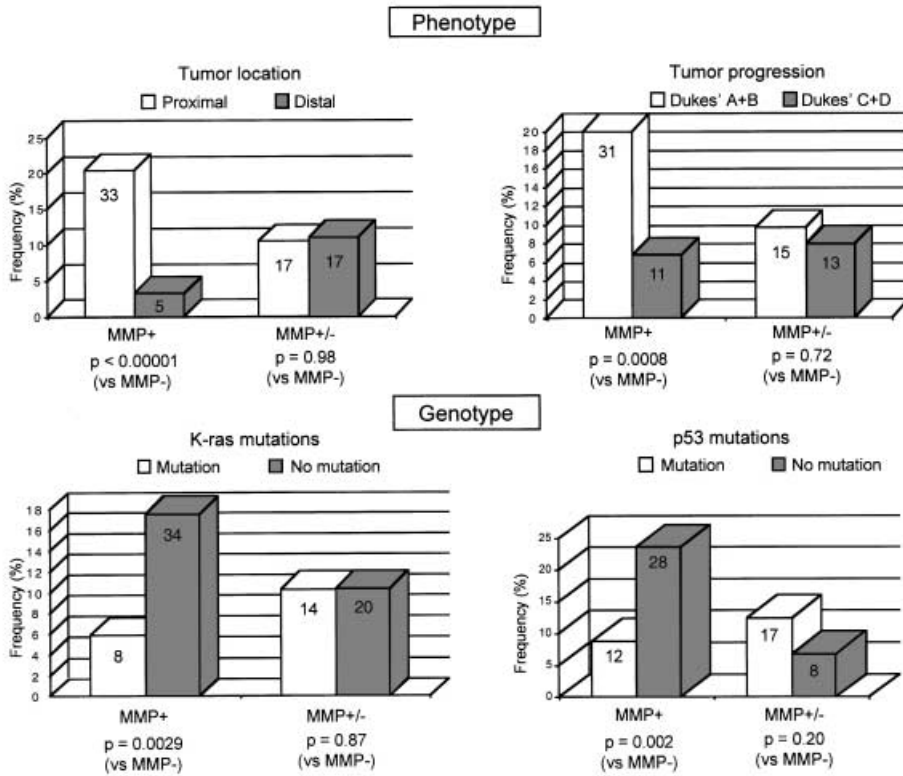 Phenotype
Tumor location
Proximal Distal
Frequency (%)
25
20
15
10
5
0
33
5
17
17
MMP+ MMP+/-
p < 0.00001 p = 0.98
(vs MMP-) (vs MMP-)
Tumor progression
Dukes' A+B Dukes' C+D
Frequency (%)
20
18
16
14
12
10
8
6
4
2
0
31
11
15
13
MMP+ MMP+/-
p = 0.0008 p = 0.72
(vs MMP-) (vs MMP-)
Genotype
K-ras mutations
Mutation No mutation
Frequency (%)
18
16
14
12
10
8
6
4
2
0
8
34
14
20
MMP+ MMP+/-
p = 0.0029 p = 0.87
(vs MMP-) (vs MMP-)
p53 mutations
Mutation No mutation
Frequency (%)
25
20
15
10
5
0
12
28
17
8
MMP+ MMP+/-
p = 0.002 p = 0.20
(vs MMP-) (vs MMP-)